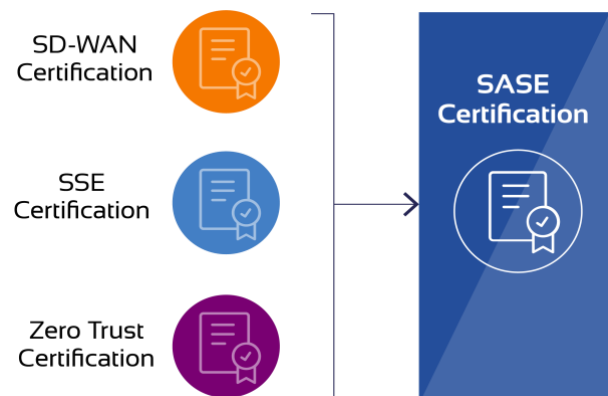 SD-WAN
Certification
SSE
Certification
Zero Trust
Certification
SASE
Certification